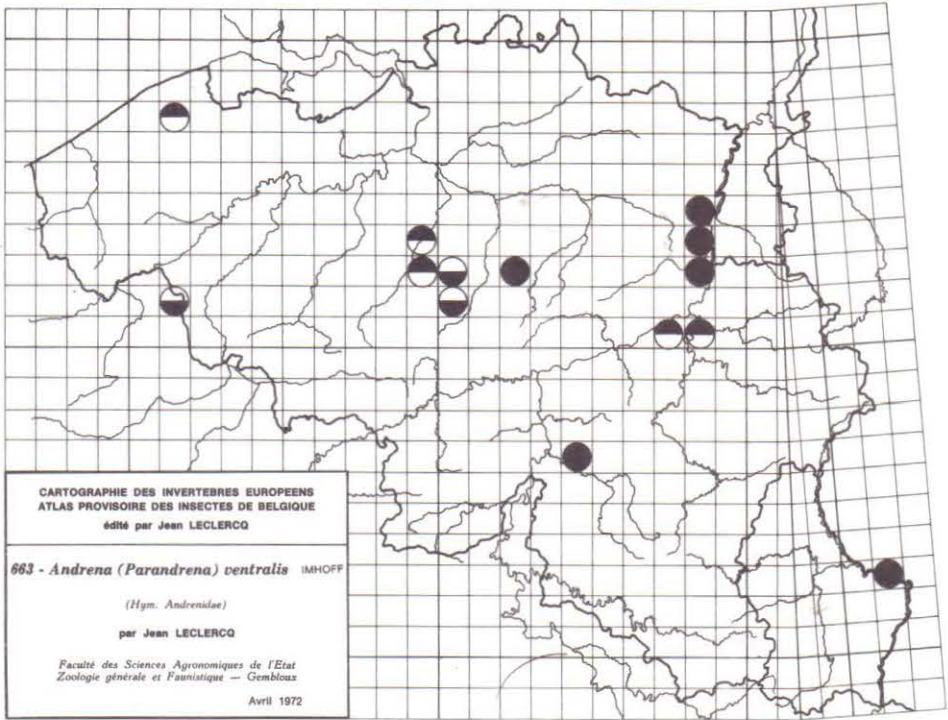 CARTOGRAPHIE DES INVERTEBRES EUROPEENS
ATLAS PROVISOIRE DES INSECTES DE BELGIQUE
édité par Jean LECLERCQ
663 - Andrena (Parandrena) ventralis IMHOFF
(Hym. Andrenidae)
par Jean LECLERCQ
Faculté des Sciences Agronomiques de l'Etat
Zoologie générale et Faunistique — Gembloux
Avril 1972